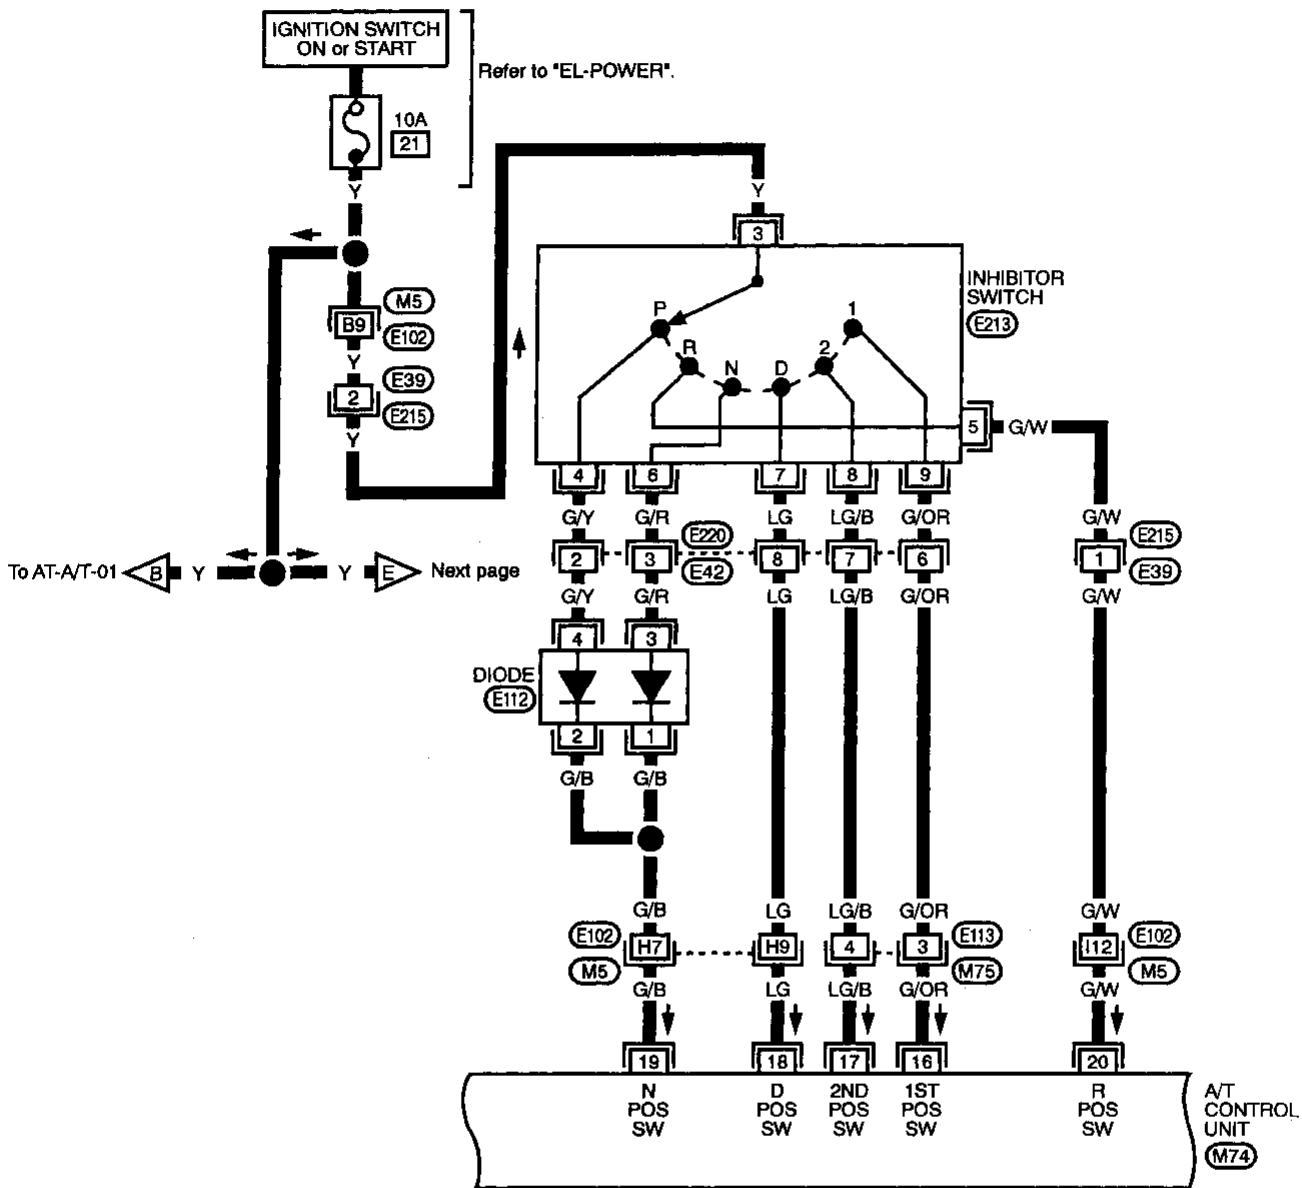 IGNITION SWITCH
ON or START
Refer to "EL-POWER".
10A
21
Y
Y
3
INHIBITOR
SWITCH
E213
P
1
R
2
N
D
M5
B9
E102
Y
E39
2
E215
Y
5
G/W
4
6
7
8
9
G/Y
G/R
LG
LG/B
G/OR
G/W
E220
E215
2
3
8
7
6
1
E42
E39
G/Y
G/R
LG
LG/B
G/OR
G/W
To AT-A/T-01
B
Y
Y
E
Next page
4
3
DIODE
E112
2
1
G/B
G/B
G/B
LG
LG/B
G/OR
G/W
E102
H7
H9
4
3
E113
I12
E102
M5
M75
M5
G/B
LG
LG/B
G/OR
G/W
19
18
17
16
20
N
POS
SW
D
POS
SW
2ND
POS
SW
1ST
POS
SW
R
POS
SW
A/T
CONTROL
UNIT
M74